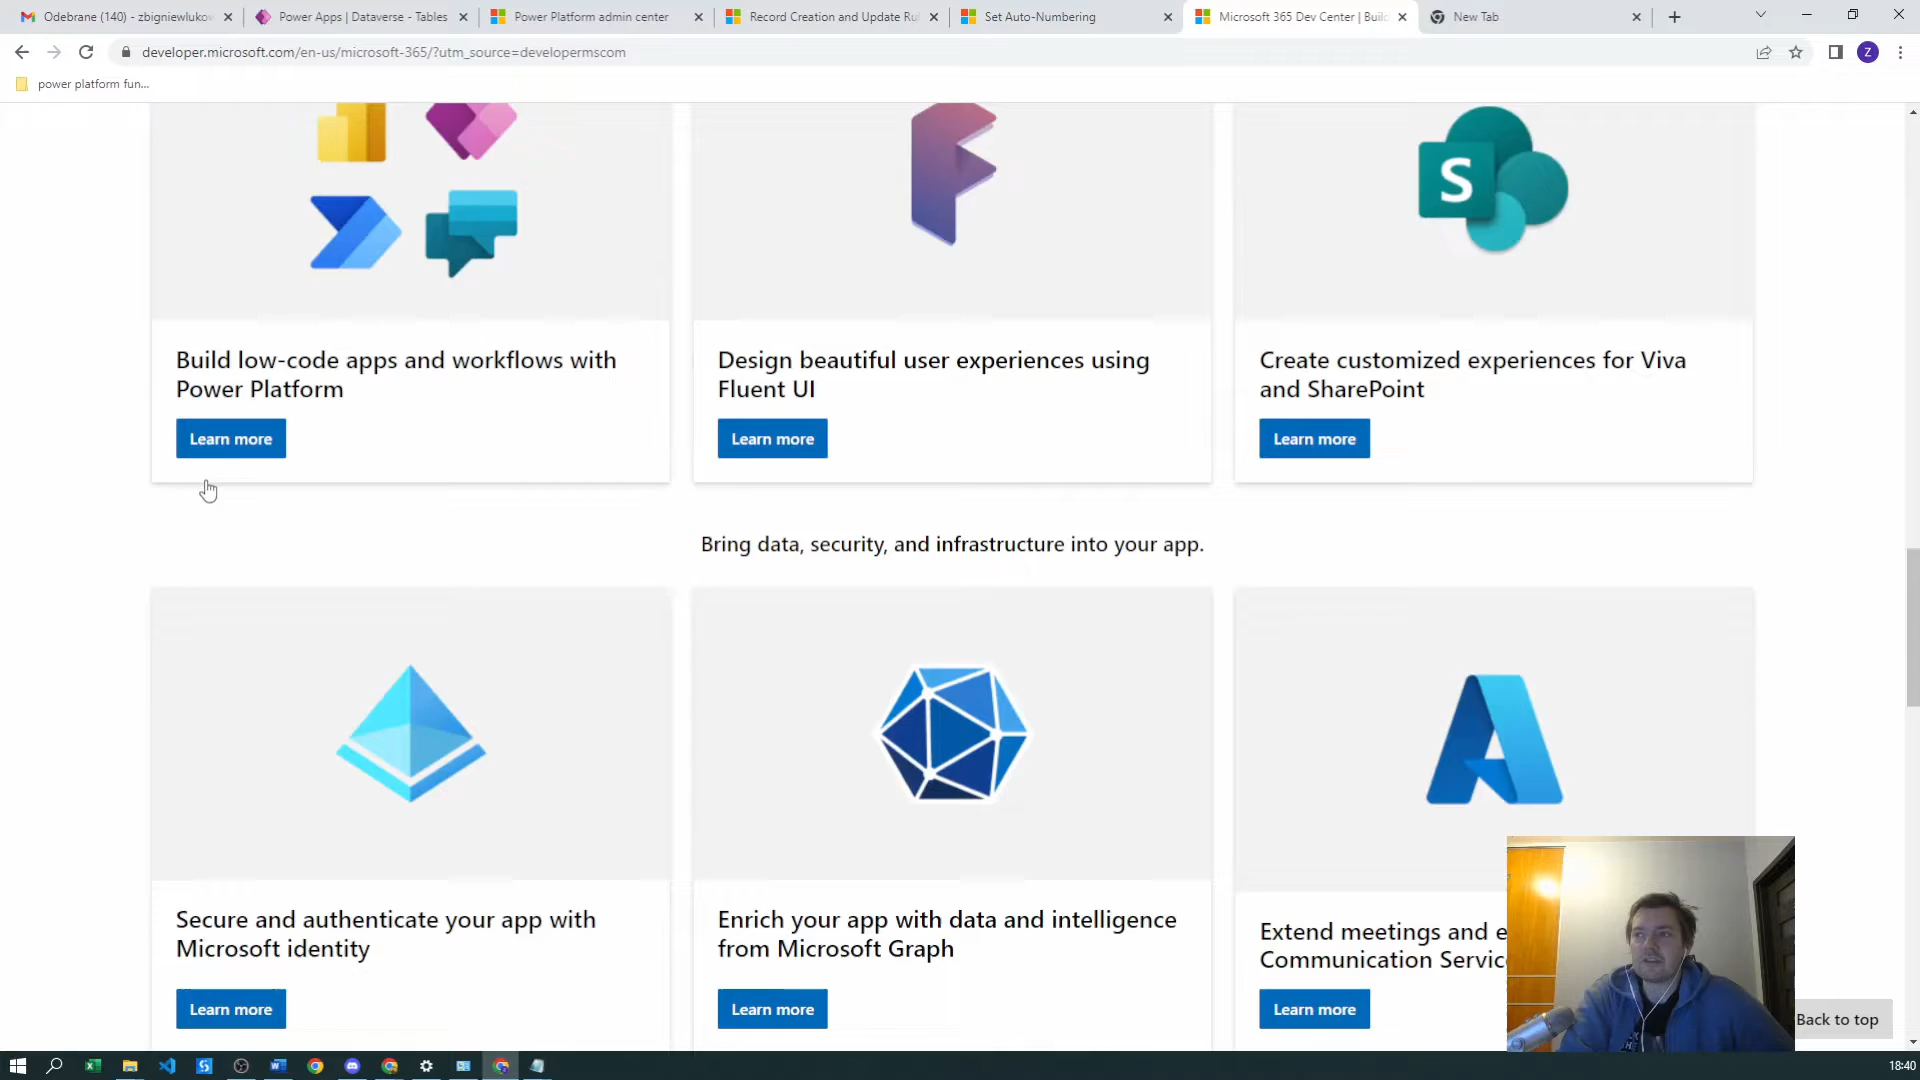 Odebrane (140) - zbigniewlukow
Power Apps | Dataverse - Tables
Power Platform admin center
Record Creation and Update Ru
Set Auto-Numbering
Microsoft 365 Dev Center | Build
New Tab
developer.microsoft.com/en-us/microsoft-365/?utm_source=developermscom
Z
power platform fun...
S
Build low-code apps and workflows with
Power Platform
Learn more
Design beautiful user experiences using
Fluent UI
Learn more
Create customized experiences for Viva
and SharePoint
Learn more
Bring data, security, and infrastructure into your app.
Secure and authenticate your app with
Microsoft identity
Learn more
Enrich your app with data and intelligence
from Microsoft Graph
Learn more
Extend meetings and e
Communication Servic
Learn more
Back to top
18:40